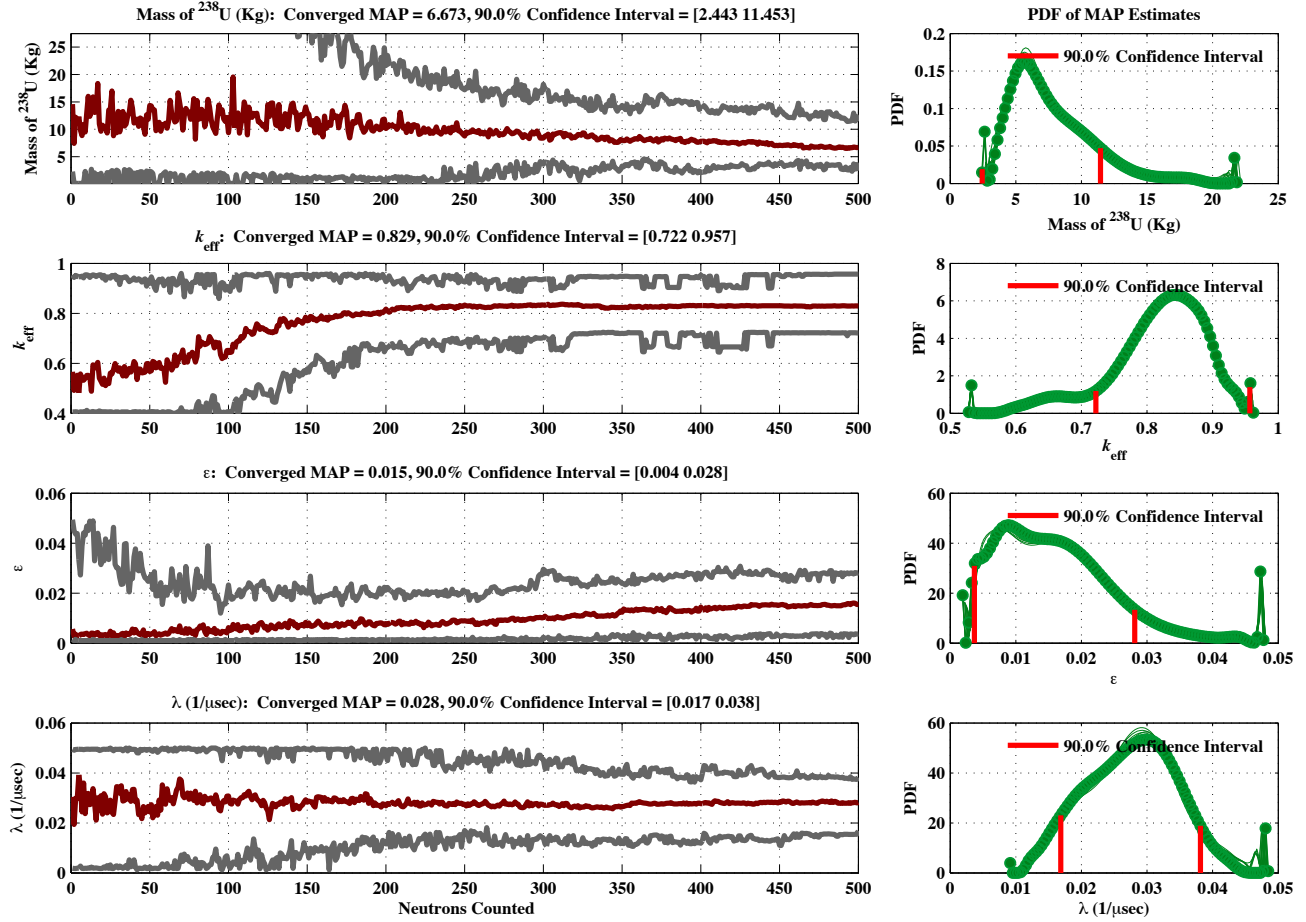 Mass of ²³⁸U (Kg): Converged MAP = 6.673, 90.0% Confidence Interval = [2.443 11.453]
Mass of ²³⁸U (Kg)
25
20
15
10
5
0 50 100 150 200 250 300 350 400 450 500
PDF of MAP Estimates
90.0% Confidence Interval
PDF
0.2
0.15
0.1
0.05
0
0 5 10 15 20 25
Mass of ²³⁸U (Kg)
k_eff: Converged MAP = 0.829, 90.0% Confidence Interval = [0.722 0.957]
k_eff
1
0.8
0.6
0.4
0 50 100 150 200 250 300 350 400 450 500
90.0% Confidence Interval
PDF
8
6
4
2
0
0.5 0.6 0.7 0.8 0.9 1
k_eff
ε: Converged MAP = 0.015, 90.0% Confidence Interval = [0.004 0.028]
ε
0.06
0.04
0.02
0
0 50 100 150 200 250 300 350 400 450 500
90.0% Confidence Interval
PDF
60
40
20
0
0 0.01 0.02 0.03 0.04 0.05
ε
λ (1/μsec): Converged MAP = 0.028, 90.0% Confidence Interval = [0.017 0.038]
λ (1/μsec)
0.06
0.04
0.02
0
0 50 100 150 200 250 300 350 400 450 500
Neutrons Counted
90.0% Confidence Interval
PDF
60
40
20
0
0 0.01 0.02 0.03 0.04 0.05
λ (1/μsec)